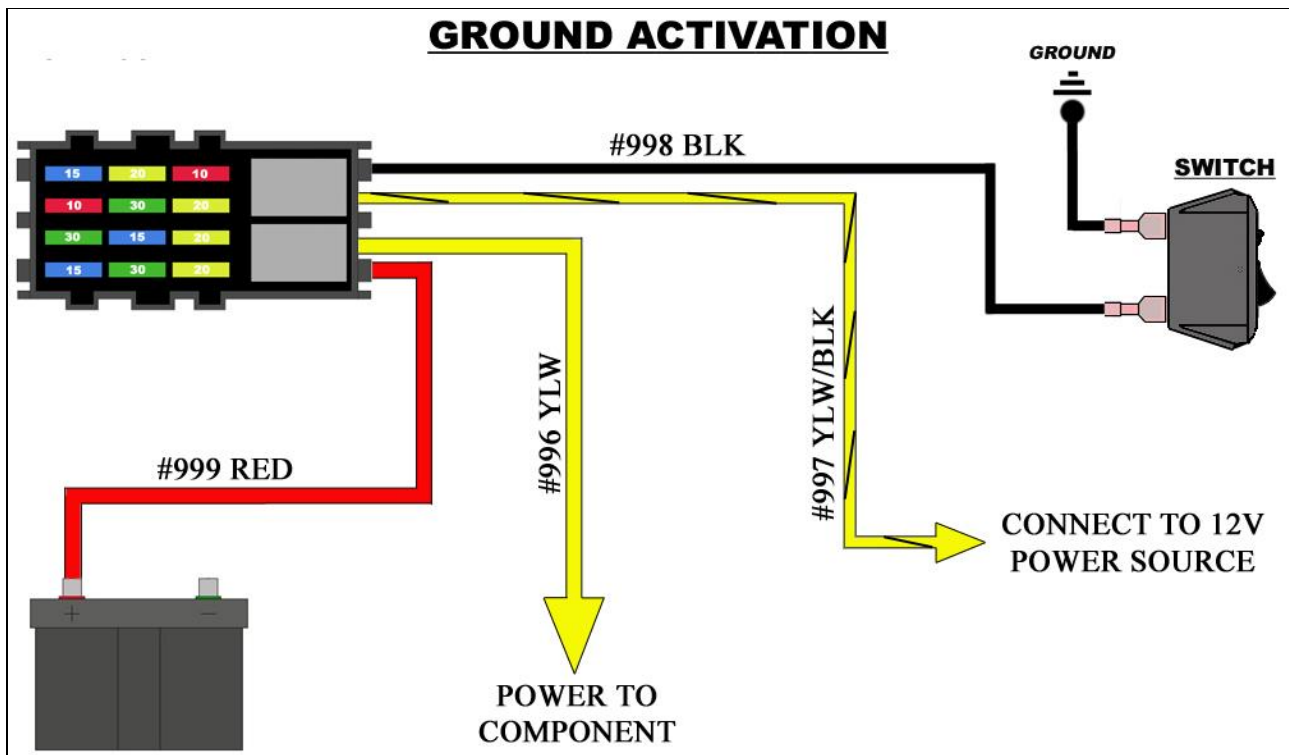 GROUND ACTIVATION
GROUND
#998 BLK
SWITCH
15 20 10
10 30 20
30 15 20
15 30 20
#996 YLW
#997 YLW/BLK
#999 RED
CONNECT TO 12V
POWER SOURCE
+ −
POWER TO
COMPONENT